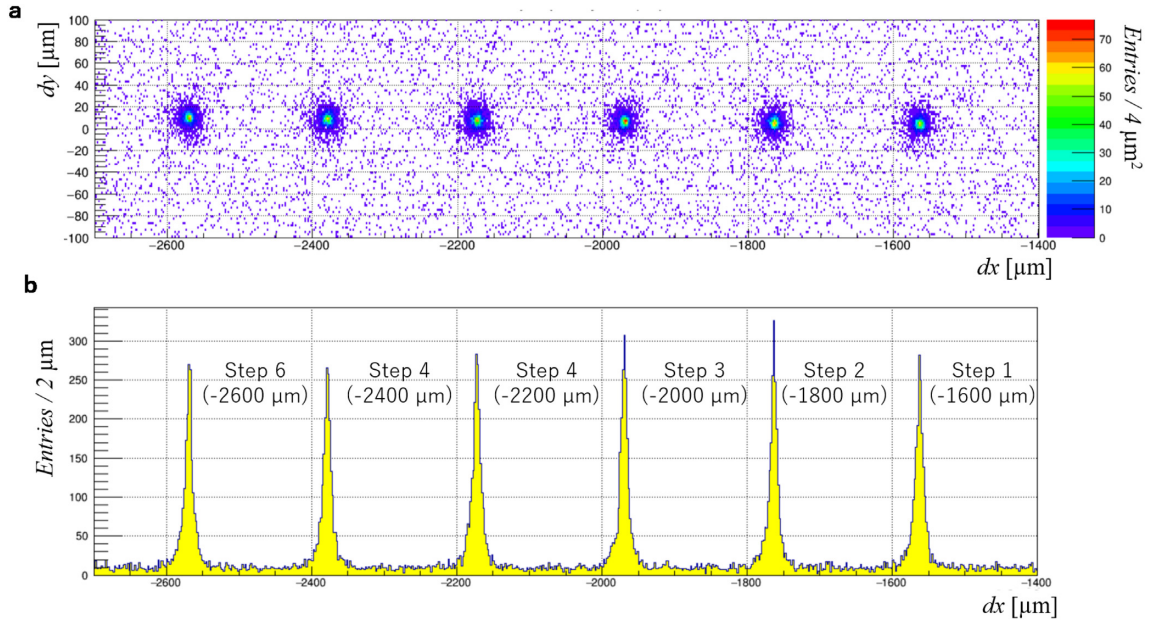 a
dy [μm]
100
80
60
40
20
0
−20
−40
−60
−80
-100
−2600
−2400
−2200
−2000
−1800
−1600
−1400
dx [μm]
70
60
50
40
30
20
10
0
Entries / 4 μm²
b
Entries / 2 μm
300
250
200
150
100
50
0
Step 6
(-2600 μm)
Step 4
(-2400 μm)
Step 4
(-2200 μm)
Step 3
(-2000 μm)
Step 2
(-1800 μm)
Step 1
(-1600 μm)
−2600
−2400
−2200
−2000
−1800
−1600
−1400
dx [μm]